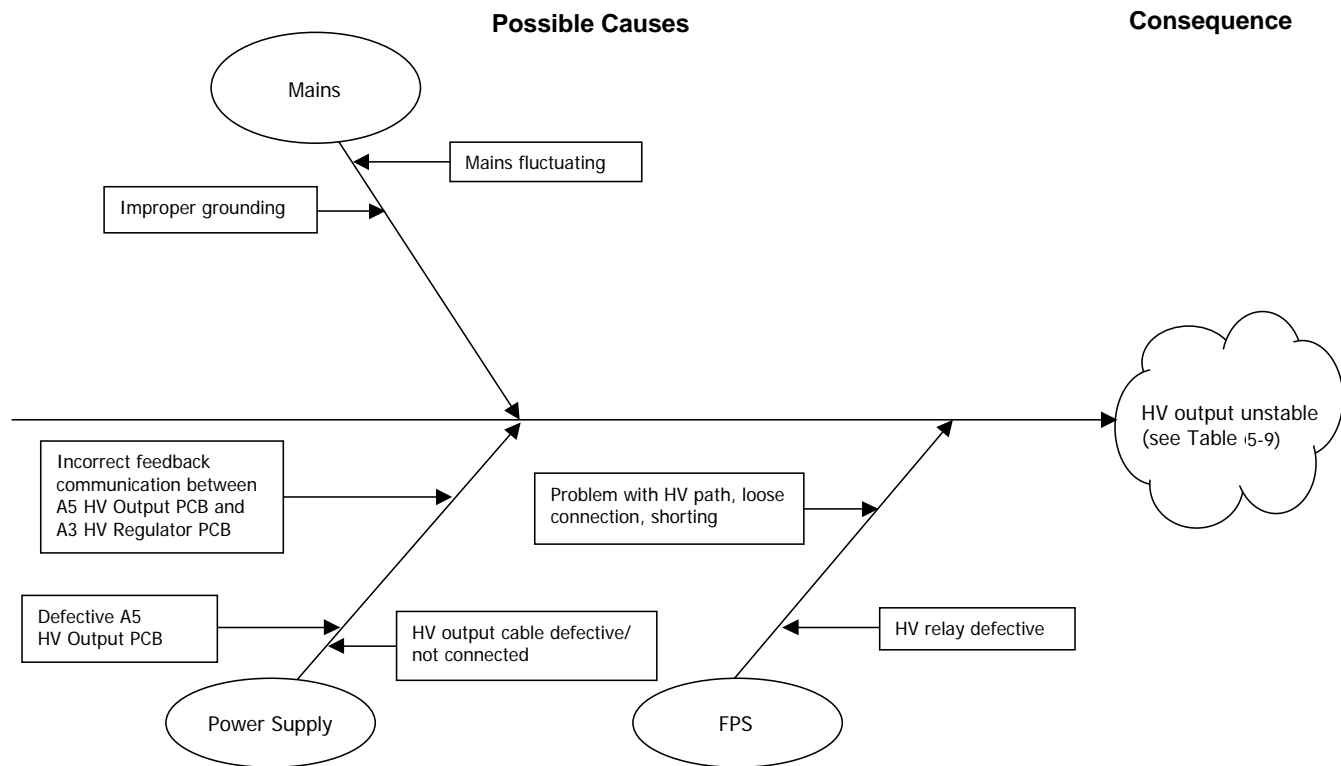 Possible Causes
Consequence
Mains
Mains fluctuating
Improper grounding
HV output unstable
(see Table 5-9)
Incorrect feedback
communication between
A5 HV Output PCB and
A3 HV Regulator PCB
Problem with HV path, loose
connection, shorting
Defective A5
HV Output PCB
HV output cable defective/
not connected
HV relay defective
Power Supply
FPS